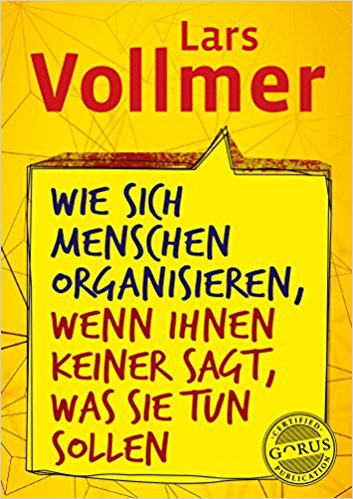 Lars
Vollmer
WIE SICH
MENSCHEN
ORGANISIEREN,
WENN IHNEN
KEINER SAGT,
WAS SIE TUN
SOLLEN
CERTIFIED
GORUS
PUBLICATION